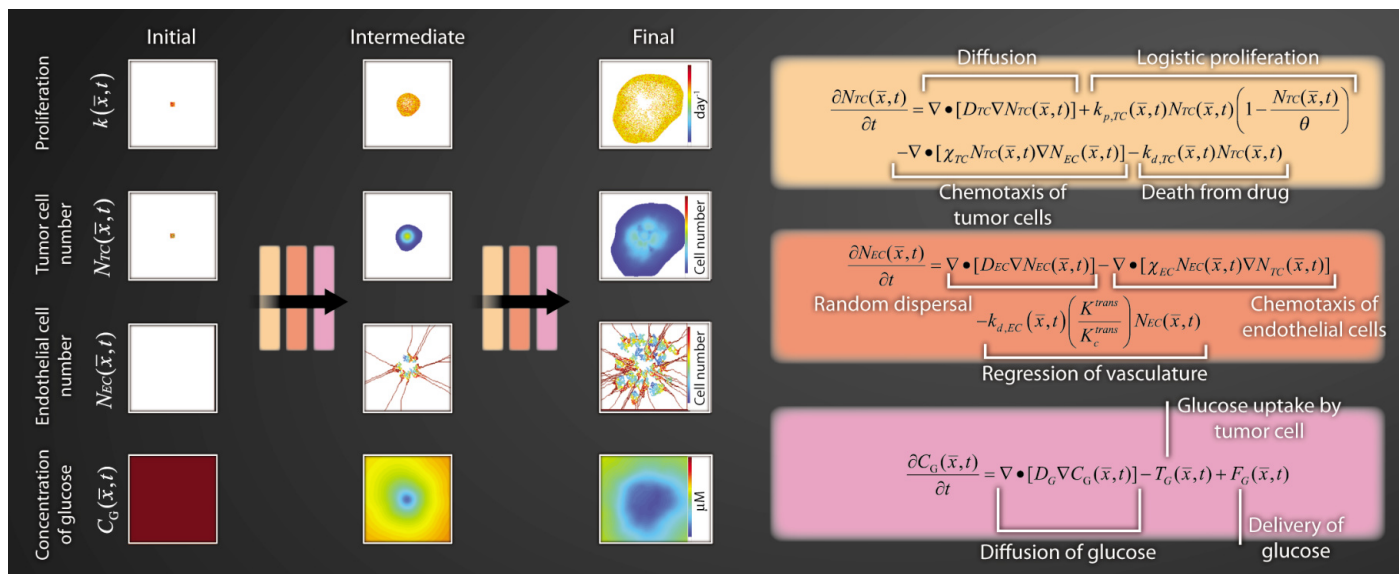 Initial
Intermediate
Final
Proliferation
k(x̅,t)
day⁻¹
Tumor cell
number
N_TC(x̅,t)
Cell number
Endothelial cell
number
N_EC(x̅,t)
Cell number
Concentration
of glucose
C_G(x̅,t)
μM
Diffusion
Logistic proliferation
∂N_TC(x̅,t)/∂t = ∇•[D_TC∇N_TC(x̅,t)] + k_p,TC(x̅,t)N_TC(x̅,t)(1 − N_TC(x̅,t)/θ)
−∇•[χ_TC N_TC(x̅,t)∇N_EC(x̅,t)] − k_d,TC(x̅,t)N_TC(x̅,t)
Chemotaxis of
tumor cells
Death from drug
∂N_EC(x̅,t)/∂t = ∇•[D_EC∇N_EC(x̅,t)] − ∇•[χ_EC N_EC(x̅,t)∇N_TC(x̅,t)]
Random dispersal
Chemotaxis of
endothelial cells
−k_d,EC(x̅,t)(K^trans/K_c^trans)N_EC(x̅,t)
Regression of vasculature
Glucose uptake by
tumor cell
∂C_G(x̅,t)/∂t = ∇•[D_G∇C_G(x̅,t)] − T_G(x̅,t) + F_G(x̅,t)
Diffusion of glucose
Delivery of
glucose